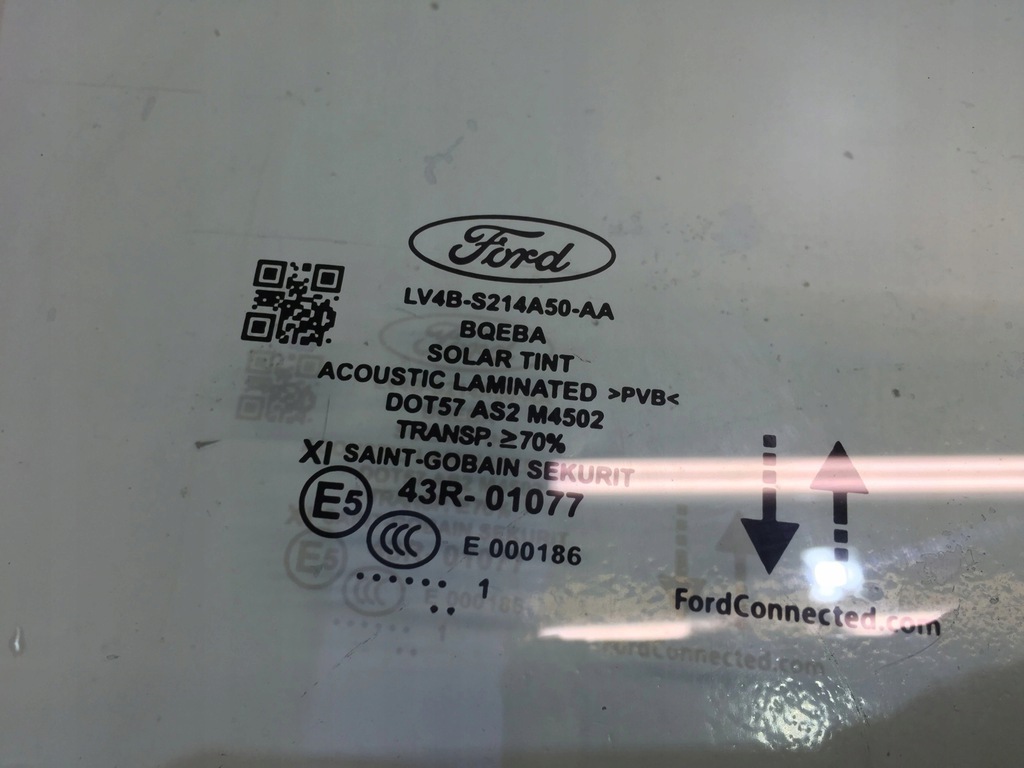 Ford
LV4B-S214A50-AA
BQEBA
SOLAR TINT
ACOUSTIC LAMINATED >PVB<
DOT57 AS2 M4502
TRANSP. ≥70%
XI SAINT-GOBAIN SEKURIT
E5 43R- 01077
CCC E 000186
...... 1
..
FordConnected.com